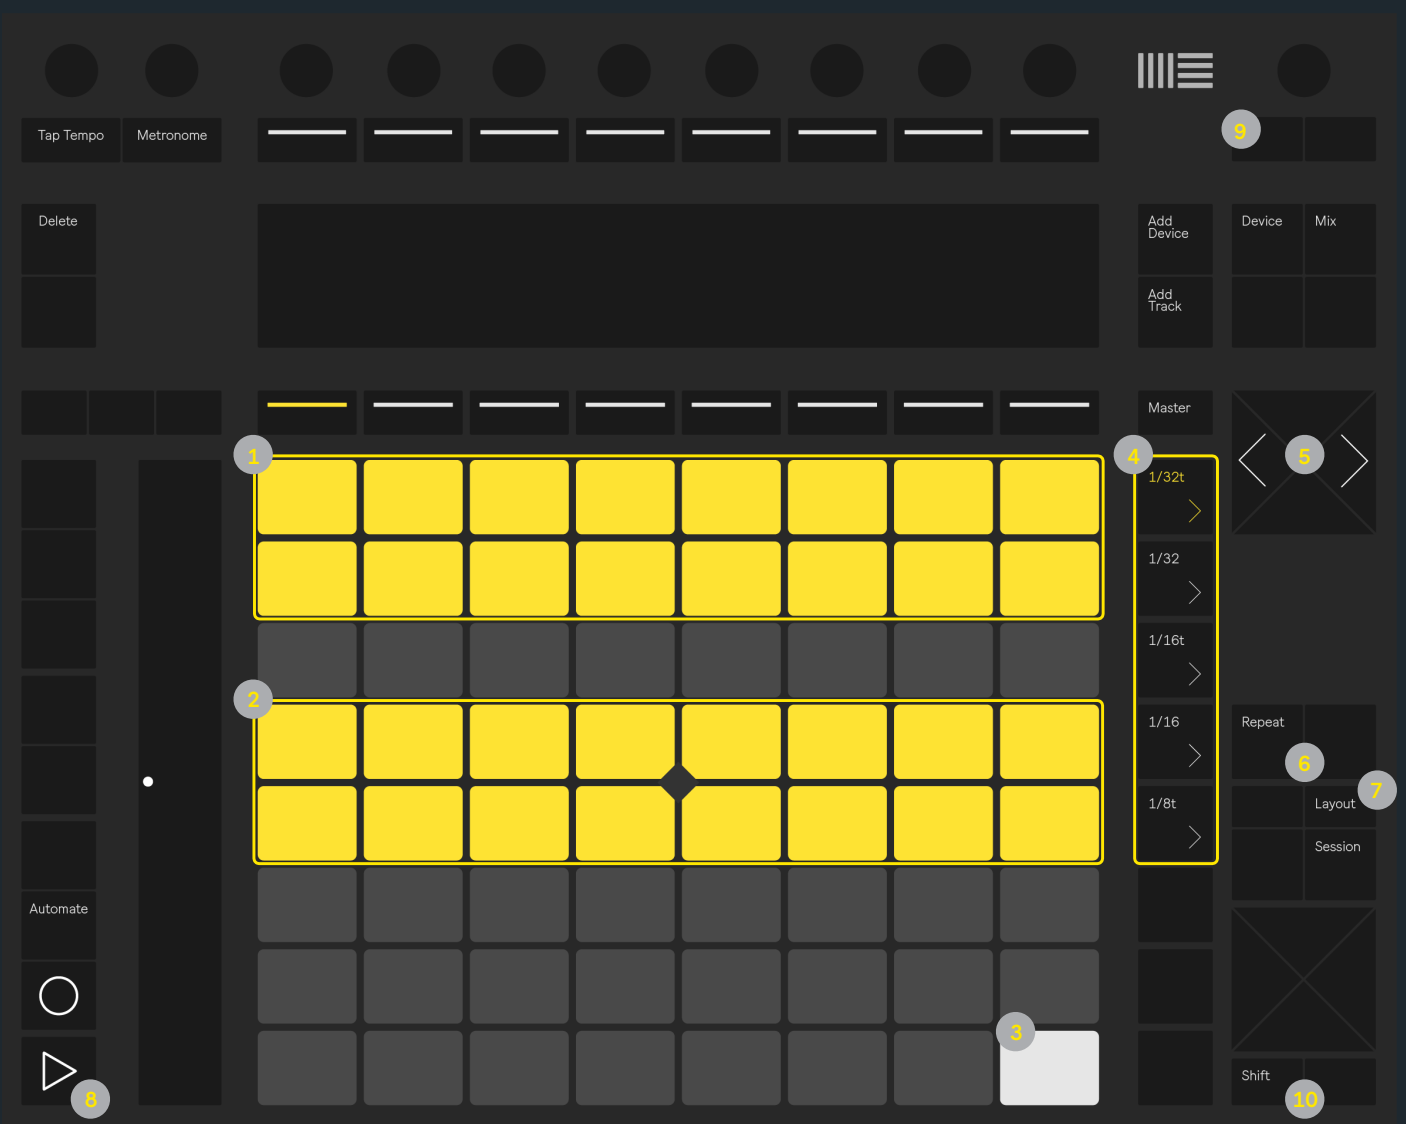 Tap Tempo
Metronome
9
Delete
Add
Device
Device
Mix
Add
Track
Master
1
4
5
1/32t
1/32
1/16t
2
1/16
Repeat
6
7
1/8t
Layout
Session
Automate
3
Shift
8
10